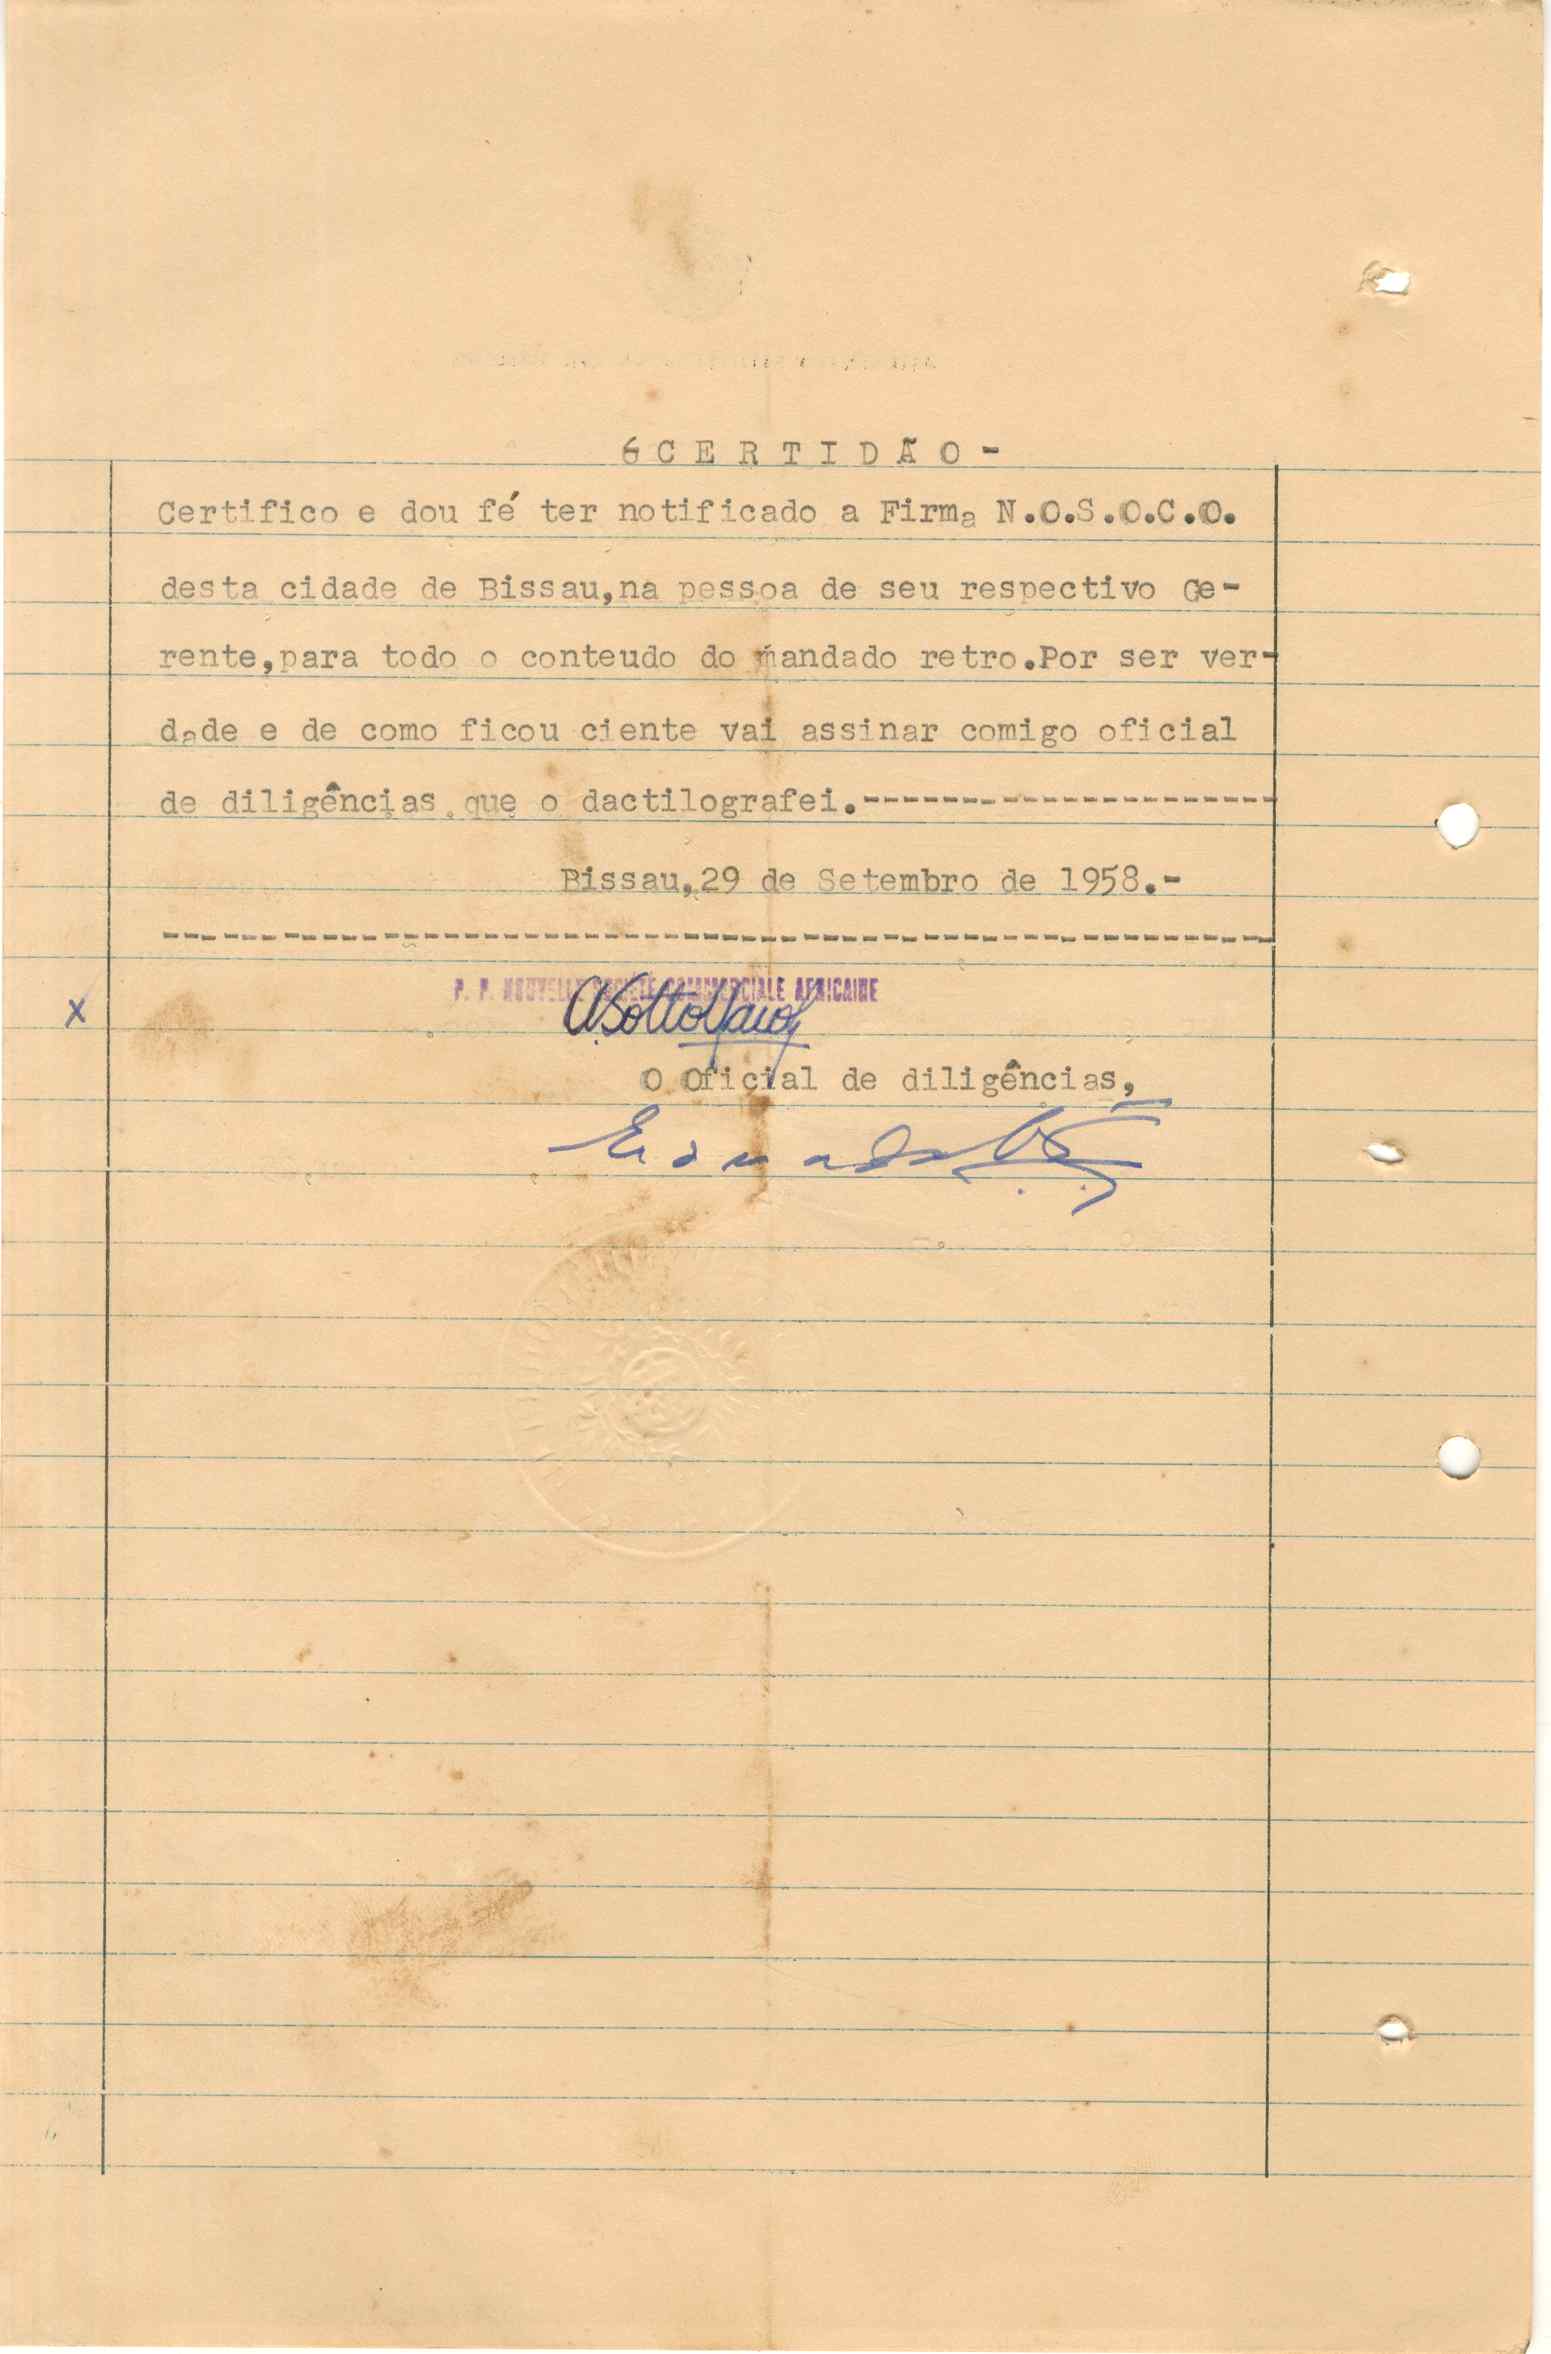 - C E R T I D Ã O -
Certifico e dou fé ter notificado a Firma N.O.S.O.C.O.
desta cidade de Bissau,na pessoa de seu respectivo Ge-
rente,para todo o conteudo do mandado retro.Por ser ver-
dade e de como ficou ciente vai assinar comigo oficial
de diligências que o dactilografei.---------------------
Bissau,29 de Setembro de 1958.-
--------------------------------------------------------
P. P. NOUVELLE SOCIÉTÉ COMMERCIALE AFRICAINE
x
O Oficial de diligências,